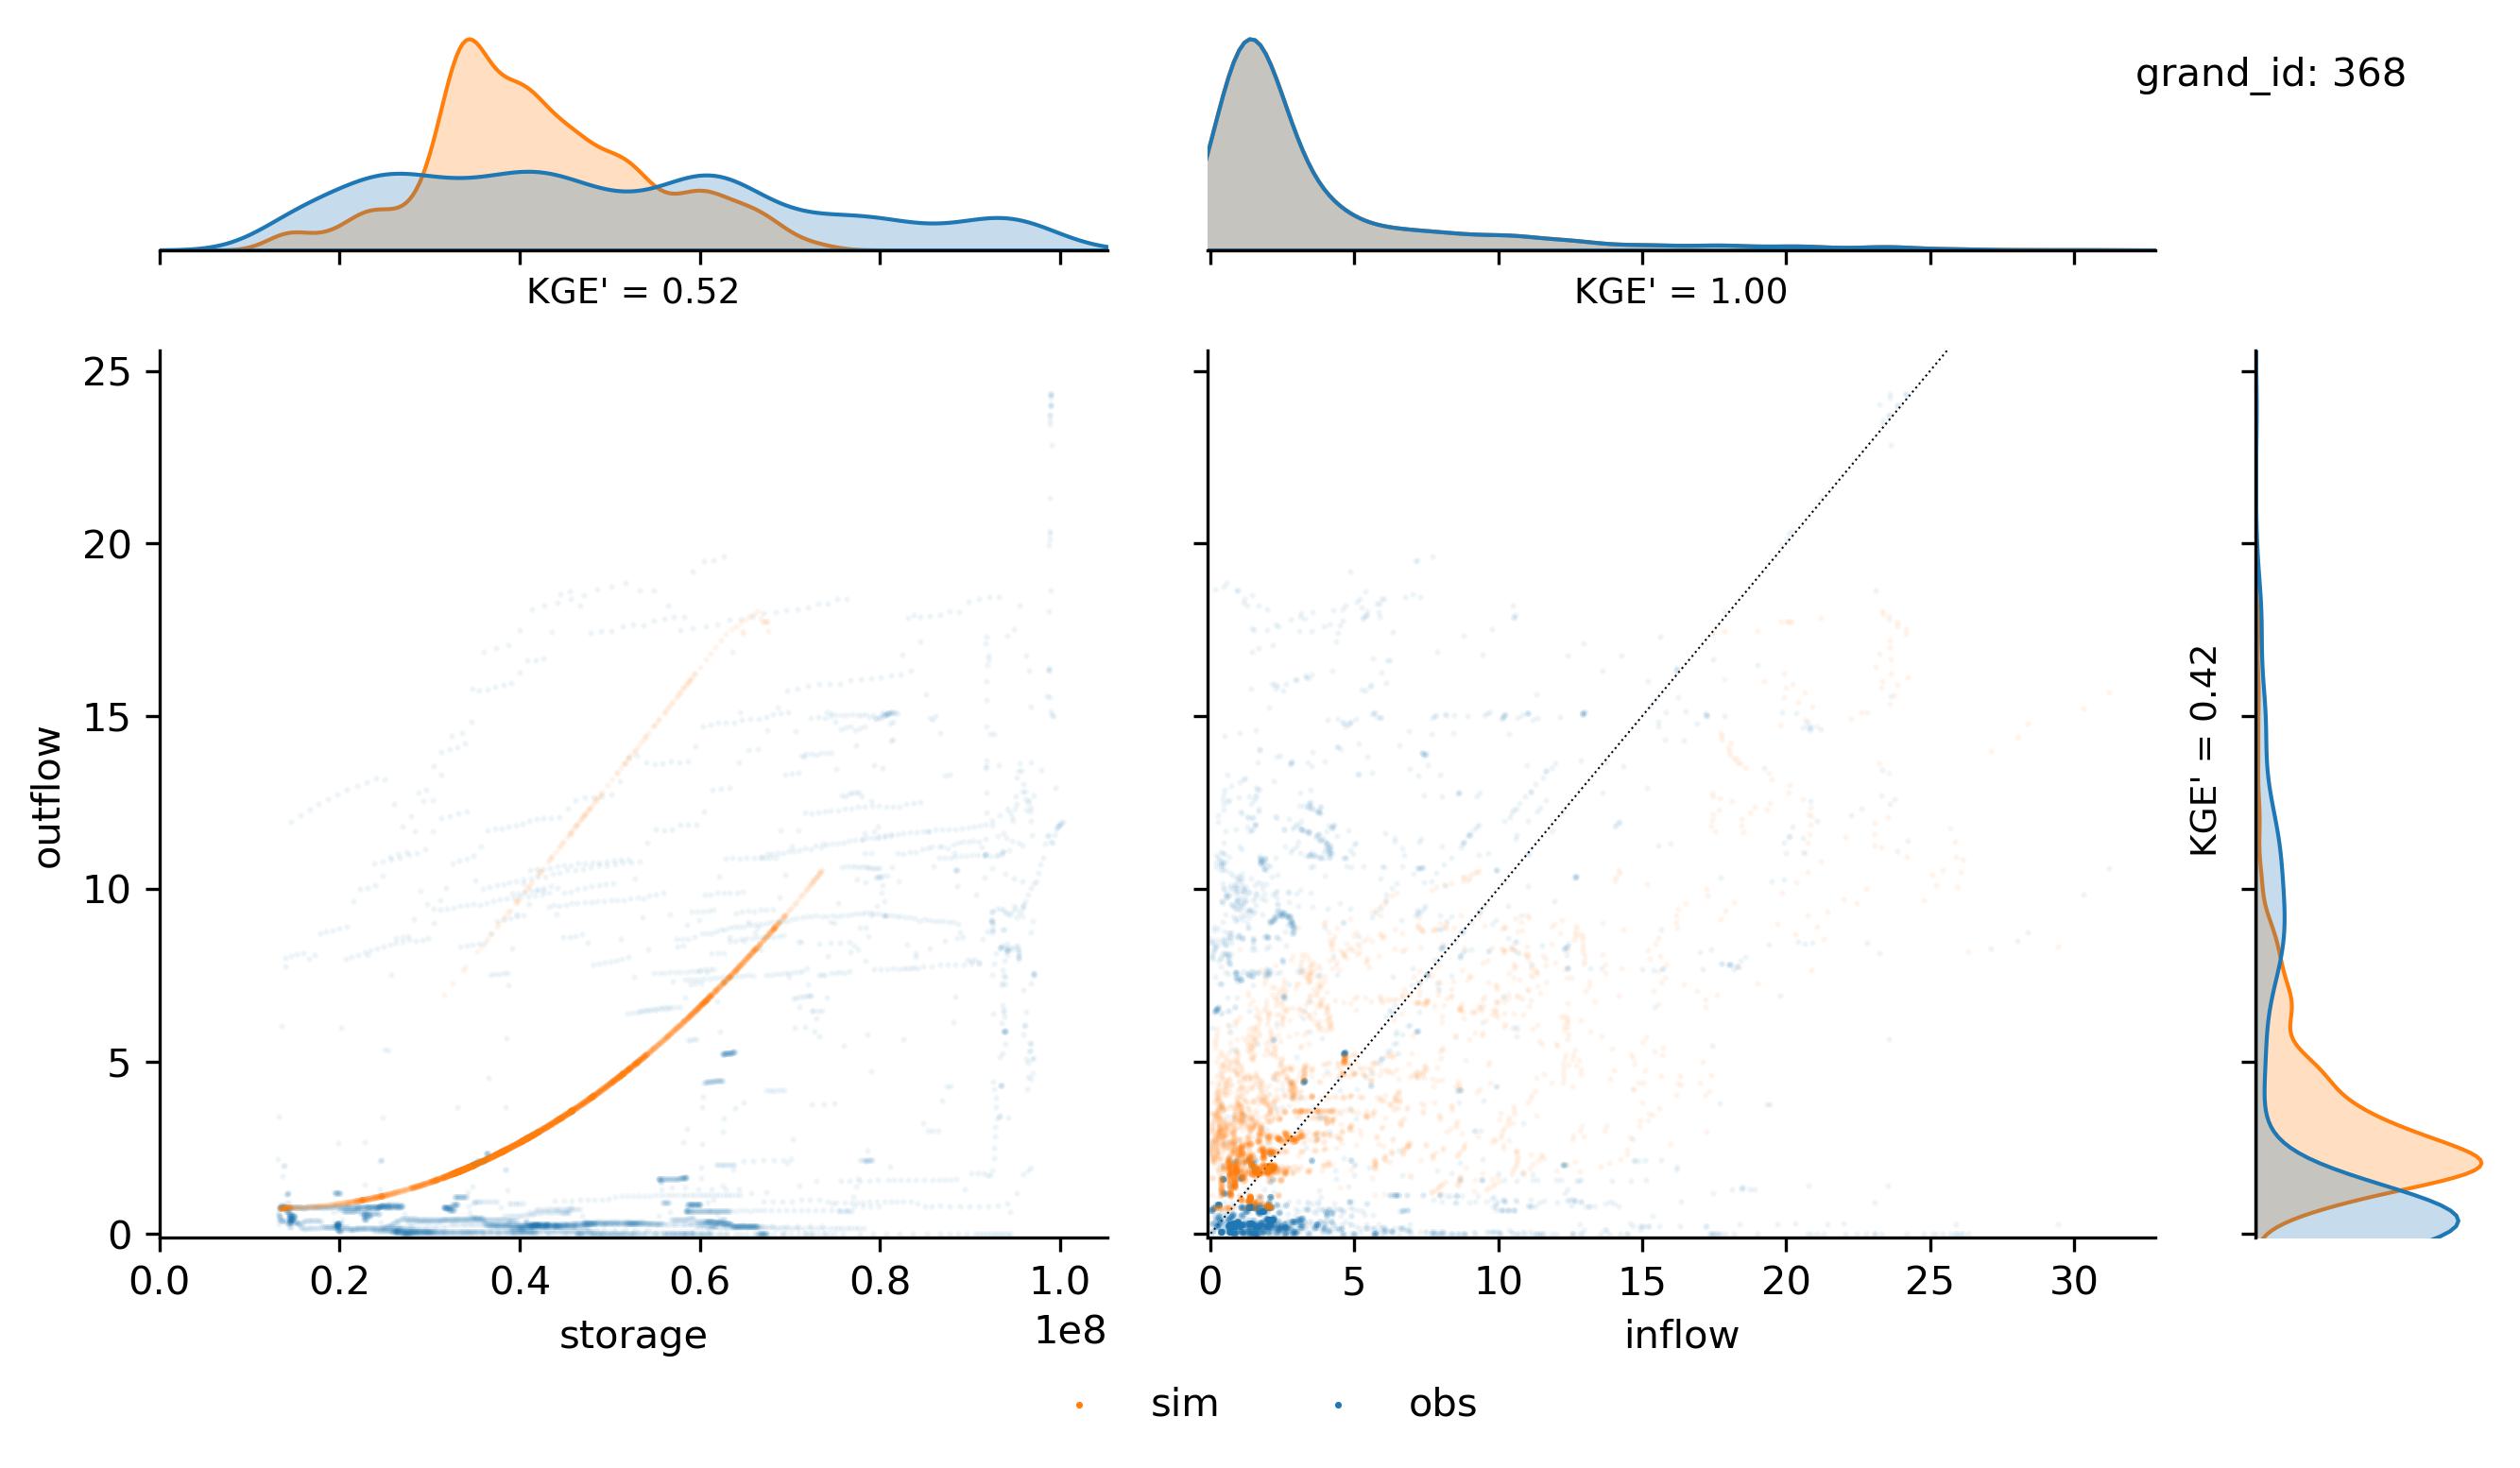 grand_id: 368
KGE' = 0.52
KGE' = 1.00
25
20
15
10
5
0
outflow
KGE' = 0.42
0.0 0.2 0.4 0.6 0.8 1.0
1e8
storage
0 5 10 15 20 25 30
inflow
sim obs